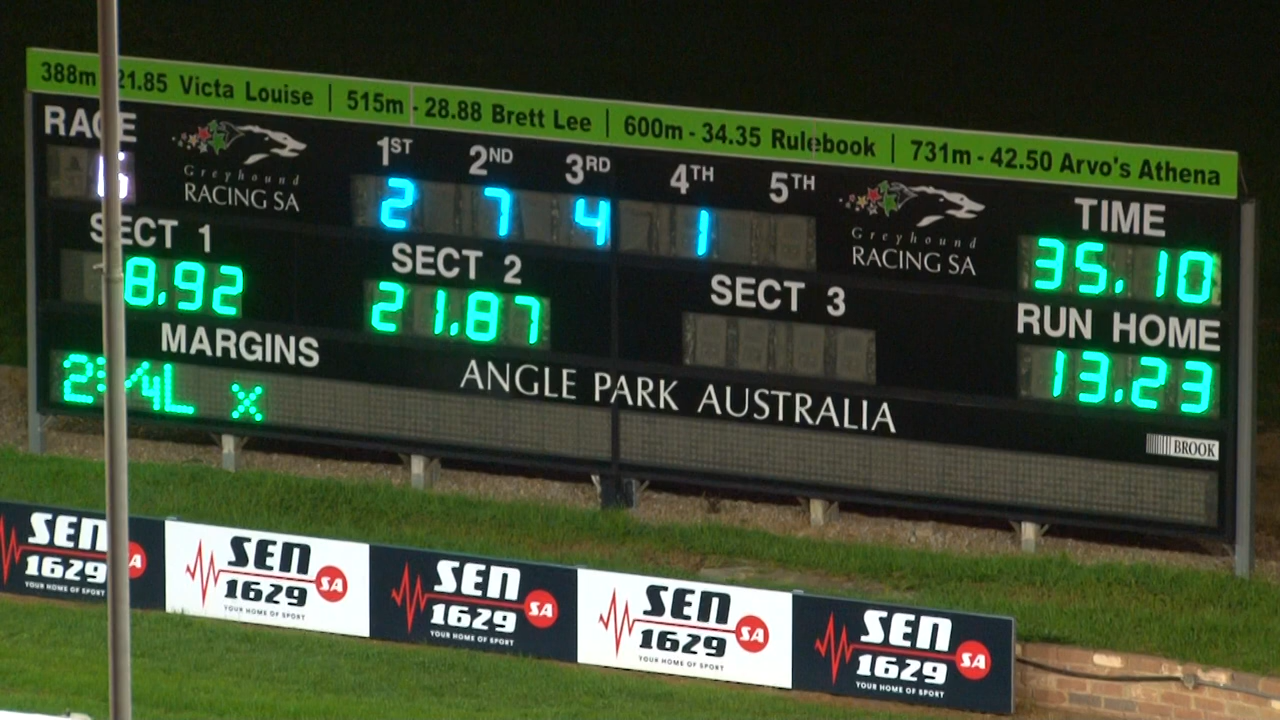 388m 21.85 Victa Louise | 515m - 28.88 Brett Lee | 600m - 34.35 Rulebook | 731m - 42.50 Arvo's Athena
RACE
Greyhound
RACING SA
1ST 2ND 3RD 4TH 5TH
2 7 4 1
Greyhound
RACING SA
TIME
35.10
SECT 1
8.92
SECT 2
21.87
SECT 3
RUN HOME
13.23
MARGINS
ANGLE PARK AUSTRALIA
BROOK
SEN
1629 SA
YOUR HOME OF SPORT
SEN
1629 SA
YOUR HOME OF SPORT
SEN
1629 SA
YOUR HOME OF SPORT
SEN
1629 SA
YOUR HOME OF SPORT
SEN
1629 SA
YOUR HOME OF SPORT